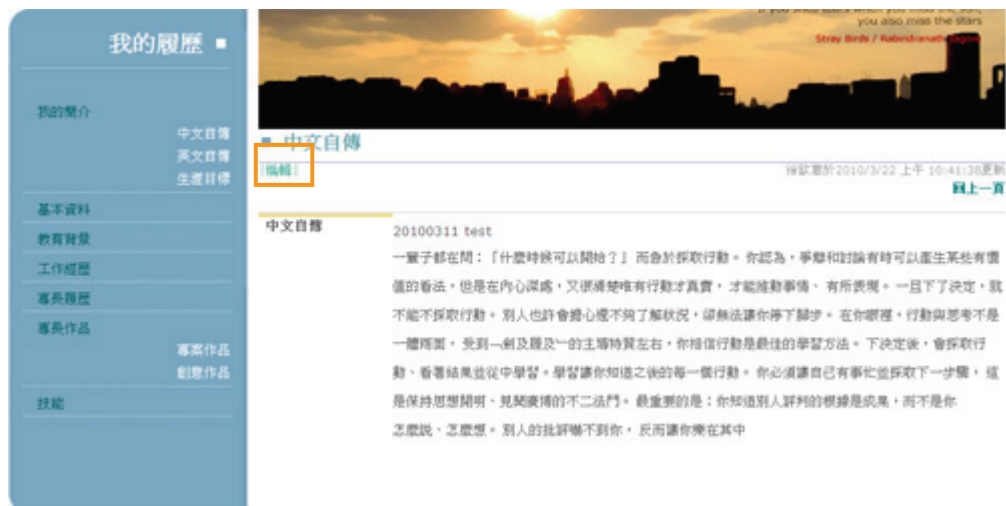 you also miss the stars
Stray Birds / Rabindranath Tagore
我的履歷
我的簡介
中文自傳
英文自傳
生涯目標
基本資料
教育背景
工作經歷
專長履歷
專長作品
專案作品
創意作品
技能
中文自傳
[編輯]
於2010/3/22 上午 10:41:38更新
回上一頁
中文自傳
20100311 test
一輩子都在問：「什麼時候可以開始？」 而急於採取行動。 你認為，爭辯和討論有時可以產生某些有價
值的看法，但是在內心深處，又很清楚唯有行動才真實， 才能推動事情、 有所表現。 一旦下了決定，就
不能不採取行動。 別人也許會擔心還不夠了解狀況，卻無法讓你停下腳步。 在你眼裡，行動與思考不是
一體兩面， 受到﹁劍及履及﹂的主導特質左右，你相信行動是最佳的學習方法。 下決定後，會採取行
動、看著結果並從中學習。學習讓你知道之後的每一個行動。 你必須讓自己有事忙並採取下一步驟， 這
是保持思想開明、見聞廣博的不二法門。 最重要的是：你知道別人評判的根據是成果，而不是你
怎麼說、怎麼想。 別人的批評嚇不到你， 反而讓你樂在其中